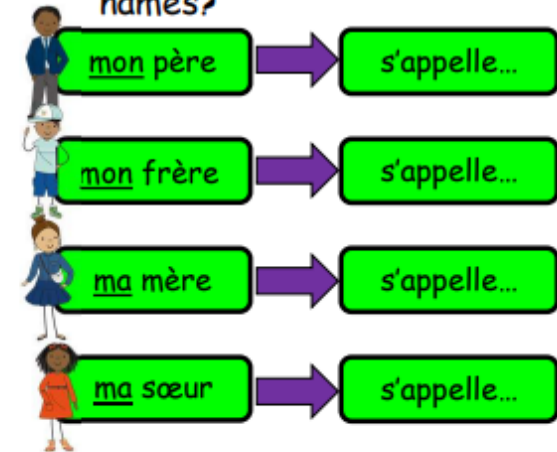 names?
mon père s'appelle...
mon frère s'appelle...
ma mère s'appelle...
ma sœur s'appelle...